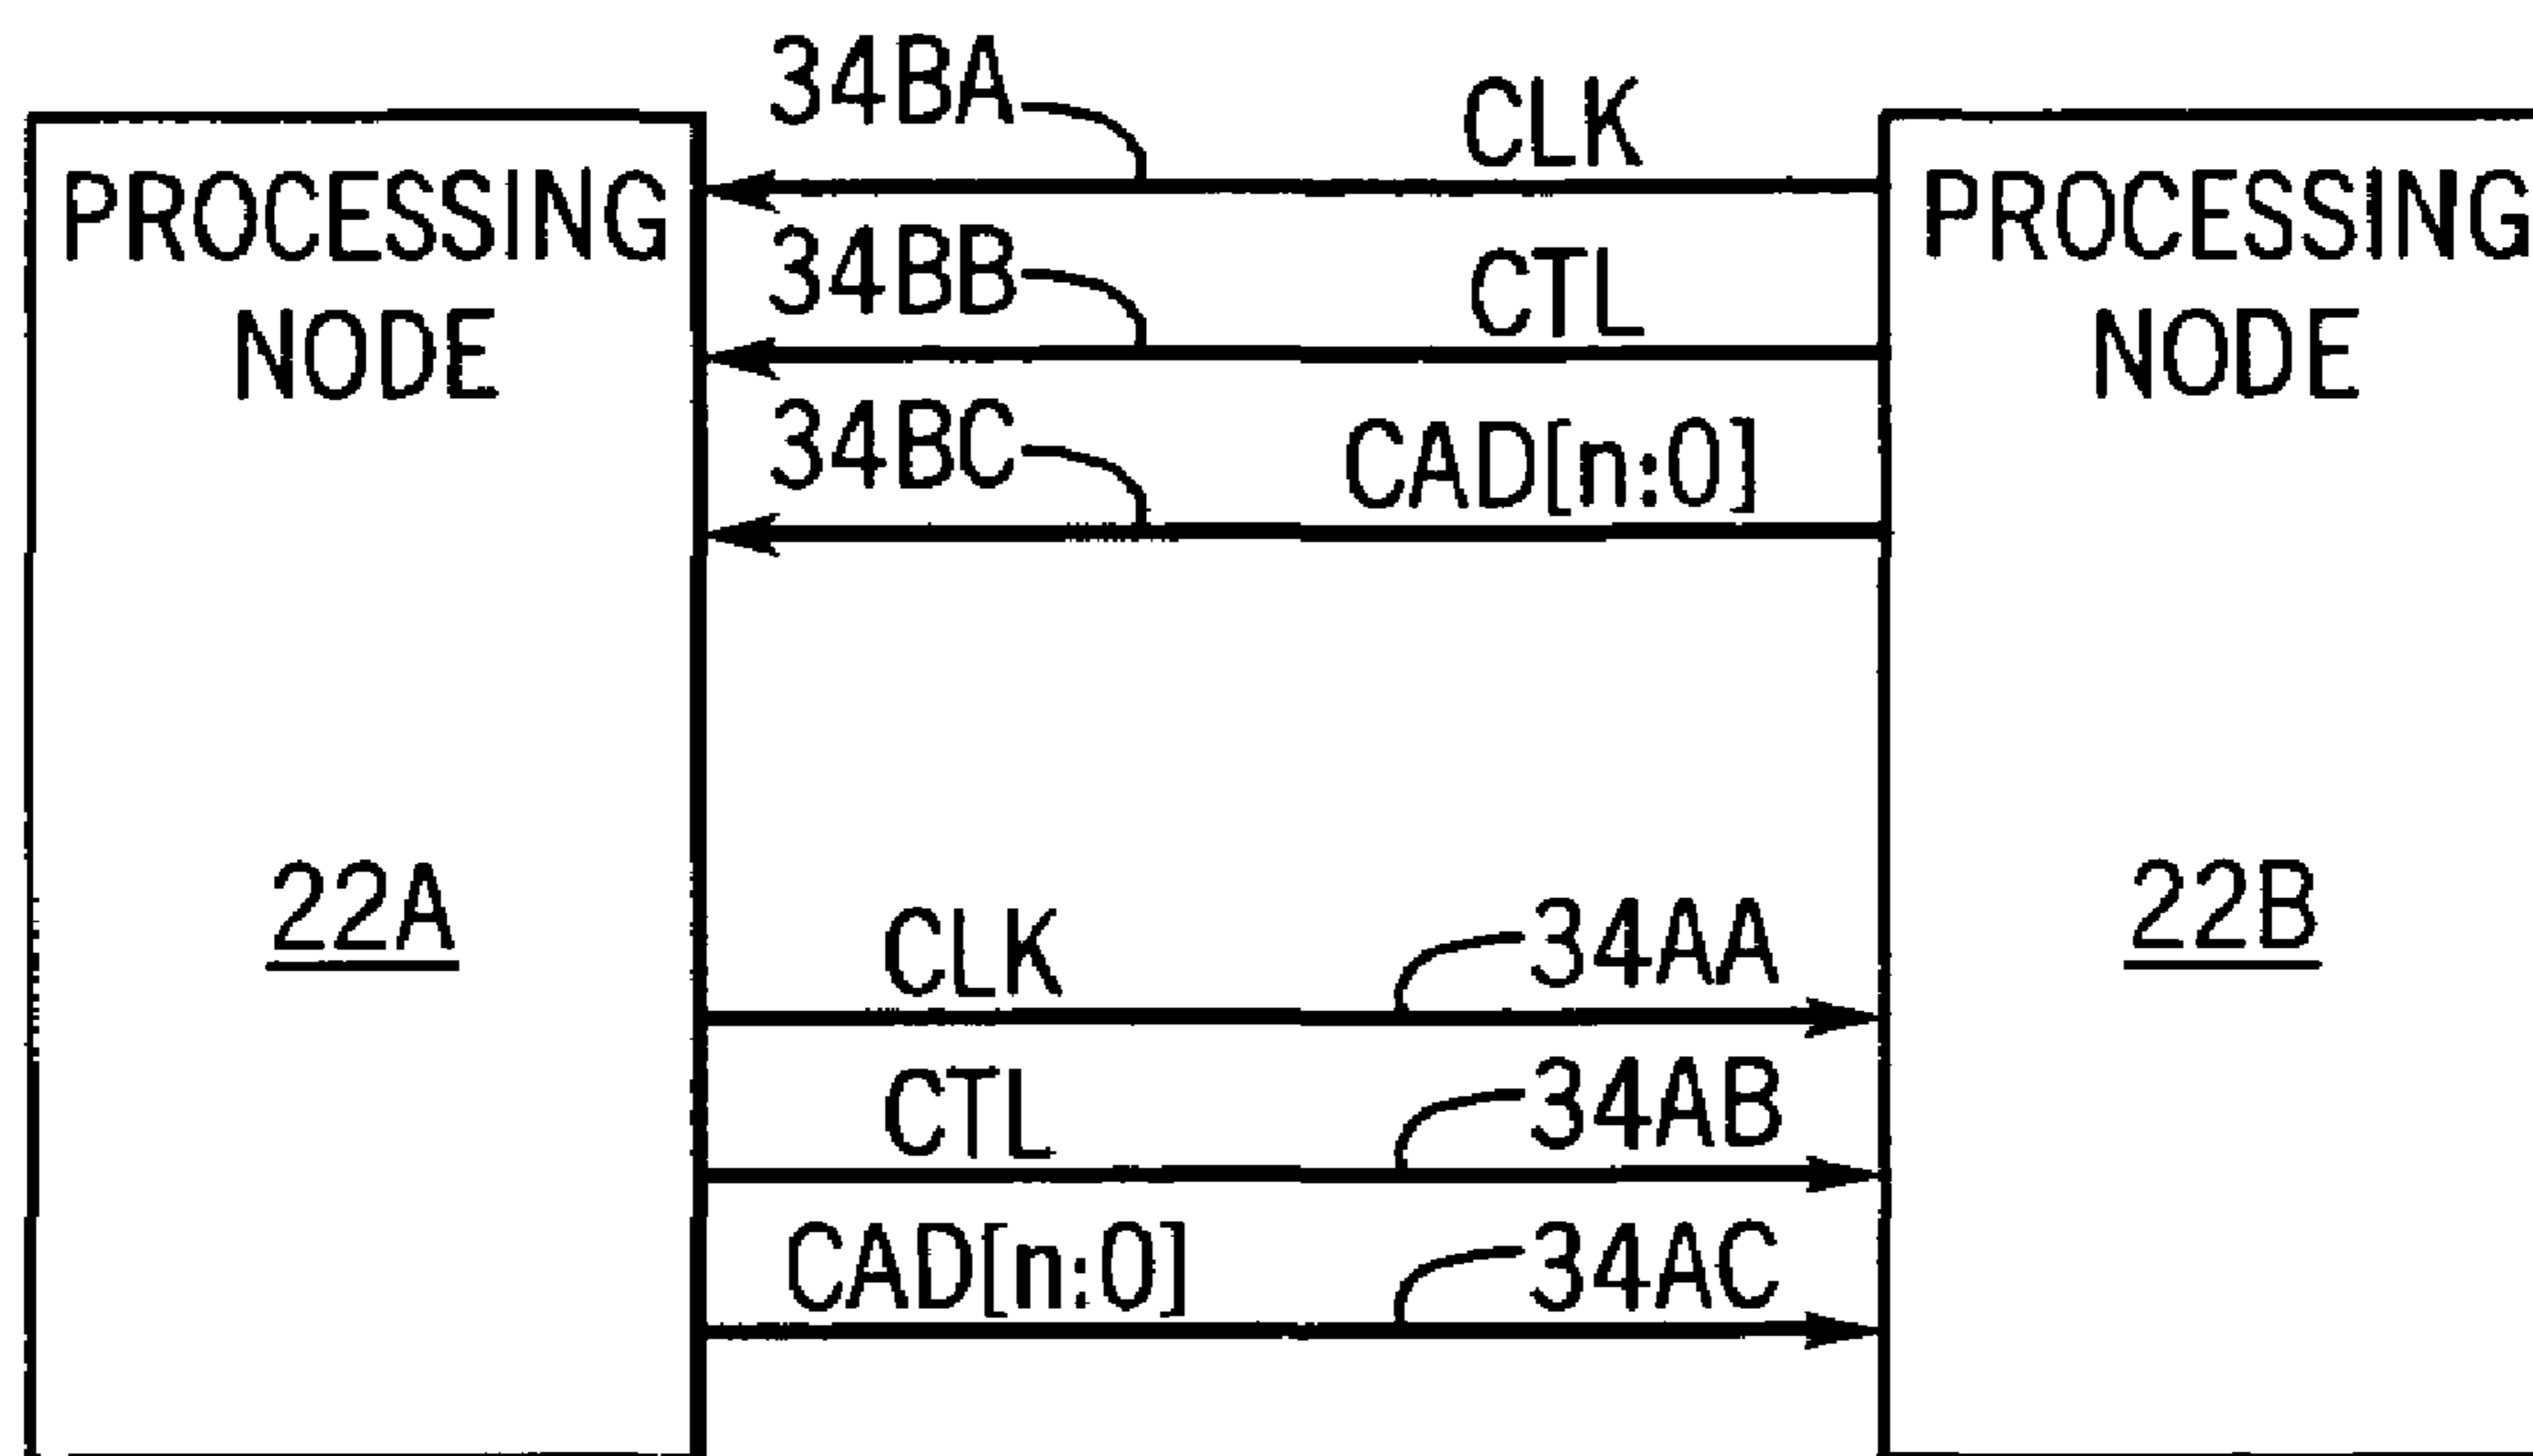 PROCESSING
NODE
22A
34BA
CLK
34BB
CTL
34BC
CAD[n:0]
CLK
34AA
CTL
34AB
CAD[n:0]
34AC
PROCESSING
NODE
22B